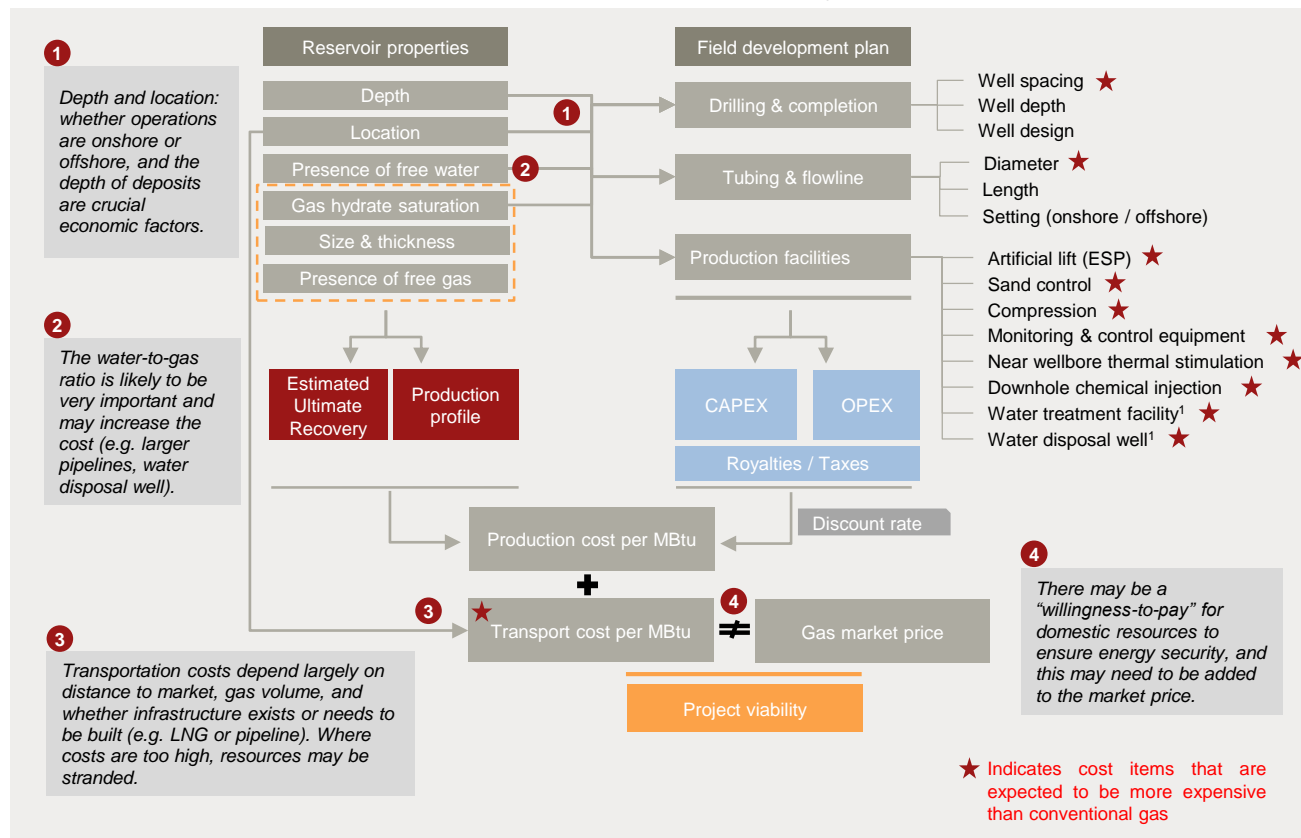 Reservoir properties
Field development plan
1
Depth and location:
whether operations
are onshore or
offshore, and the
depth of deposits
are crucial
economic factors.
Depth
Location
Presence of free water
Gas hydrate saturation
Size & thickness
Presence of free gas
1
2
Drilling & completion
Tubing & flowline
Production facilities
Well spacing
Well depth
Well design
Diameter
Length
Setting (onshore / offshore)
Artificial lift (ESP)
Sand control
Compression
Monitoring & control equipment
Near wellbore thermal stimulation
Downhole chemical injection
Water treatment facility¹
Water disposal well¹
2
The water-to-gas
ratio is likely to be
very important and
may increase the
cost (e.g. larger
pipelines, water
disposal well).
Estimated
Ultimate
Recovery
Production
profile
CAPEX
OPEX
Royalties / Taxes
Discount rate
Production cost per MBtu
+
3
Transport cost per MBtu
4
≠
Gas market price
Project viability
3
Transportation costs depend largely on
distance to market, gas volume, and
whether infrastructure exists or needs to
be built (e.g. LNG or pipeline). Where
costs are too high, resources may be
stranded.
4
There may be a
“willingness-to-pay” for
domestic resources to
ensure energy security, and
this may need to be added
to the market price.
Indicates cost items that are
expected to be more expensive
than conventional gas